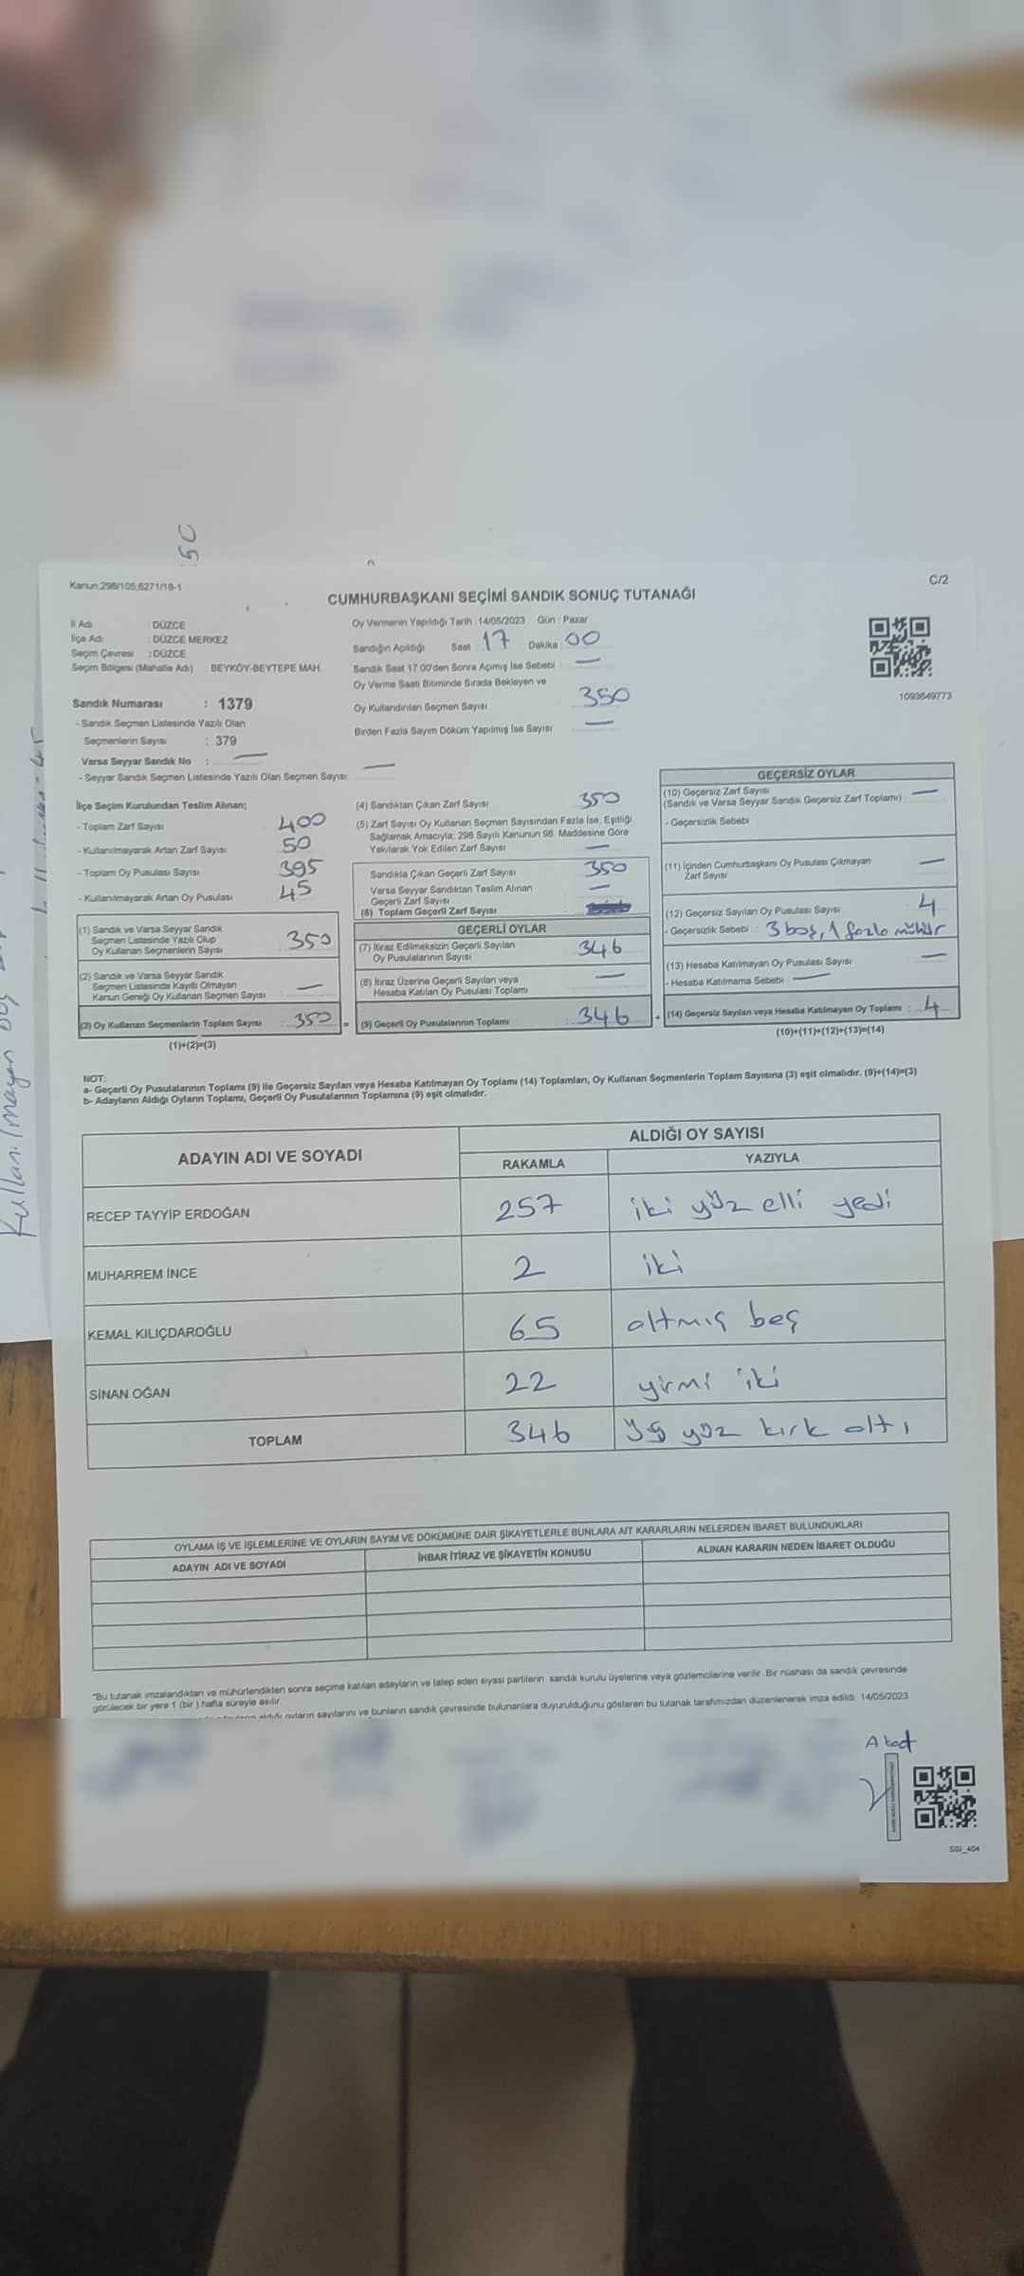 5C
Kanun;298/105,6271/18-1
C/2
CUMHURBAŞKANI SEÇİMİ SANDIK SONUÇ TUTANAĞI
İl Adı : DÜZCE
İlçe Adı : DÜZCE MERKEZ
Seçim Çevresi : DÜZCE
Seçim Bölgesi (Mahalle Adı) BEYKÖY-BEYTEPE MAH.
Sandık Numarası : 1379
- Sandık Seçmen Listesinde Yazılı Olan
Seçmenlerin Sayısı : 379
Varsa Seyyar Sandık No : —
- Seyyar Sandık Seçmen Listesinde Yazılı Olan Seçmen Sayısı —
Oy Vermenin Yapıldığı Tarih : 14/05/2023 Gün : Pazar
Sandığın Açıldığı Saat 17 Dakika : 00
Sandık Saat 17.00'den Sonra Açımış İse Sebebi —
Oy Verme Saati Bitiminde Sırada Bekleyen ve
Oy Kullandırılan Seçmen Sayısı 350
Birden Fazla Sayım Döküm Yapılmış İse Sayısı —
1093649773
İlçe Seçim Kurulundan Teslim Alınan;
- Toplam Zarf Sayısı 400
- Kullanılmayarak Artan Zarf Sayısı 50
- Toplam Oy Pusulası Sayısı 395
- Kullanılmayarak Artan Oy Pusulası 45
(1) Sandık ve Varsa Seyyar Sandık
Seçmen Listesinde Yazılı Olup
Oy Kullanan Seçmenlerin Sayısı 350
(2) Sandık ve Varsa Seyyar Sandık
Seçmen Listesinde Kayıtlı Olmayan
Kanun Gereği Oy Kullanan Seçmen Sayısı —
(3) Oy Kullanan Seçmenlerin Toplam Sayısı : 350 =
(1)+(2)=(3)
(4) Sandıktan Çıkan Zarf Sayısı 350
(5) Zarf Sayısı Oy Kullanan Seçmen Sayısından Fazla İse, Eşitliği
Sağlamak Amacıyla; 298 Sayılı Kanunun 98. Maddesine Göre
Yakılarak Yok Edilen Zarf Sayısı —
Sandıkla Çıkan Geçerli Zarf Sayısı 350
Varsa Seyyar Sandıktan Teslim Alınan
Geçerli Zarf Sayısı —
(6) Toplam Geçerli Zarf Sayısı
GEÇERLİ OYLAR
(7) İtiraz Edilmeksizin Geçerli Sayılan
Oy Pusulalarının Sayısı 346
(8) İtiraz Üzerine Geçerli Sayılan veya
Hesaba Katılan Oy Pusulası Toplamı —
(9) Geçerli Oy Pusulalarının Toplamı : 346 +
GEÇERSİZ OYLAR
(10) Geçersiz Zarf Sayısı
(Sandık ve Varsa Seyyar Sandık Geçersiz Zarf Toplamı) —
- Geçersizlik Sebebi
(11) İçinden Cumhurbaşkanı Oy Pusulası Çıkmayan
Zarf Sayısı —
(12) Geçersiz Sayılan Oy Pusulası Sayısı 4
- Geçersizlik Sebebi : 3 boş, 1 fazla mühür
(13) Hesaba Katılmayan Oy Pusulası Sayısı —
- Hesaba Katılmama Sebebi : —
(14) Geçersiz Sayılan veya Hesaba Katılmayan Oy Toplamı : 4
(10)+(11)+(12)+(13)=(14)
NOT:
a- Geçerli Oy Pusulalarının Toplamı (9) ile Geçersiz Sayılan veya Hesaba Katılmayan Oy Toplamı (14) Toplamları, Oy Kullanan Seçmenlerin Toplam Sayısına (3) eşit olmalıdır. (9)+(14)=(3)
b- Adayların Aldığı Oyların Toplamı, Geçerli Oy Pusulalarının Toplamına (9) eşit olmalıdır.
ADAYIN ADI VE SOYADI ALDIĞI OY SAYISI
RAKAMLA YAZIYLA
RECEP TAYYİP ERDOĞAN 257 iki yüz elli yedi
MUHARREM İNCE 2 iki
KEMAL KILIÇDAROĞLU 65 altmış beş
SİNAN OĞAN 22 yirmi iki
TOPLAM 346 üç yüz kırk altı
OYLAMA İŞ VE İŞLEMLERİNE VE OYLARIN SAYIM VE DÖKÜMÜNE DAİR ŞİKAYETLERLE BUNLARA AİT KARARLARIN NELERDEN İBARET BULUNDUKLARI
ADAYIN ADI VE SOYADI İHBAR İTİRAZ VE ŞİKAYETİN KONUSU ALINAN KARARIN NEDEN İBARET OLDUĞU
"Bu tutanak imzalandıktan ve mühürlendikten sonra seçime katılan adayların ve talep eden siyasi partilerin sandık kurulu üyelerine veya gözlemcilerine verilir. Bir nüshası da sandık çevresinde
görülecek bir yere 1 (bir ) hafta süreyle asılır.
aldığı oyların sayılarını ve bunların sandık çevresinde bulunanlara duyurulduğunu gösteren bu tutanak tarafımızdan düzenlenerek imza edildi. 14/05/2023
SGI_404
Kullanılmayan